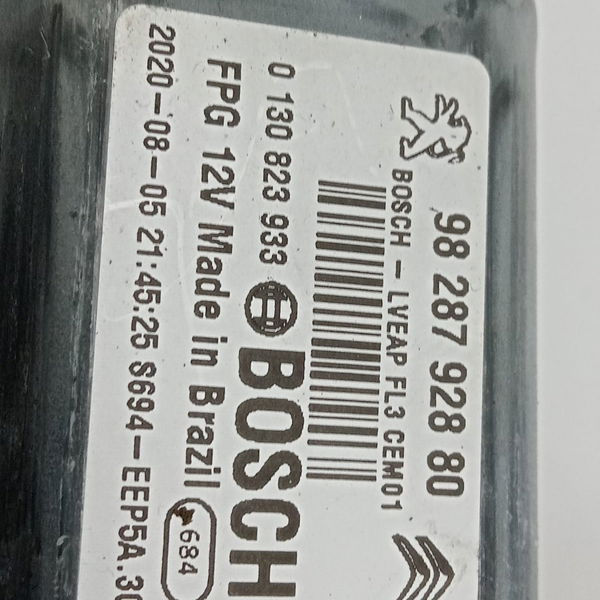 98 287 928 80
BOSCH - LVEAP FL3 CEM01
0 130 823 933 BOSCH
FPG 12V Made in Brazil 684
2020-08-05 21:45:25 S694-EEP5A.30